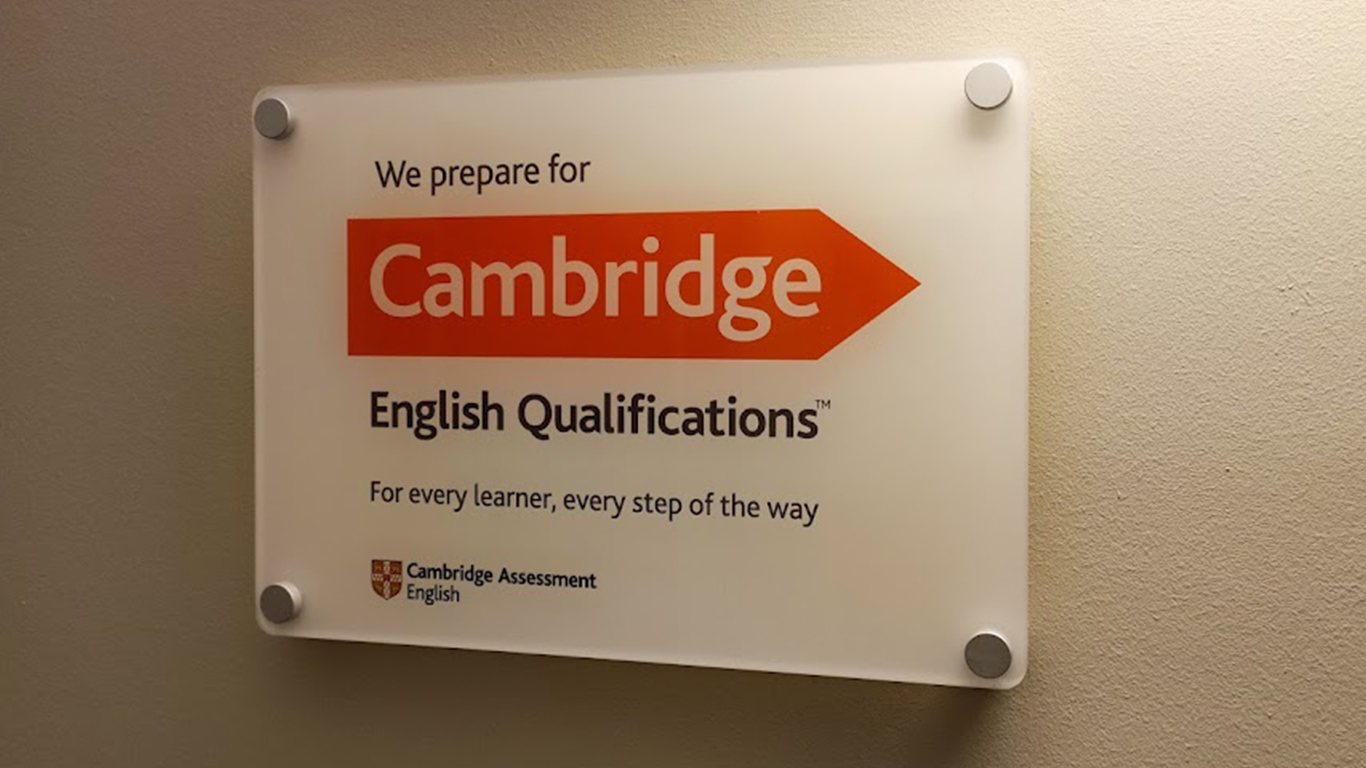 We prepare for
Cambridge
English Qualifications™
For every learner, every step of the way
Cambridge Assessment
English